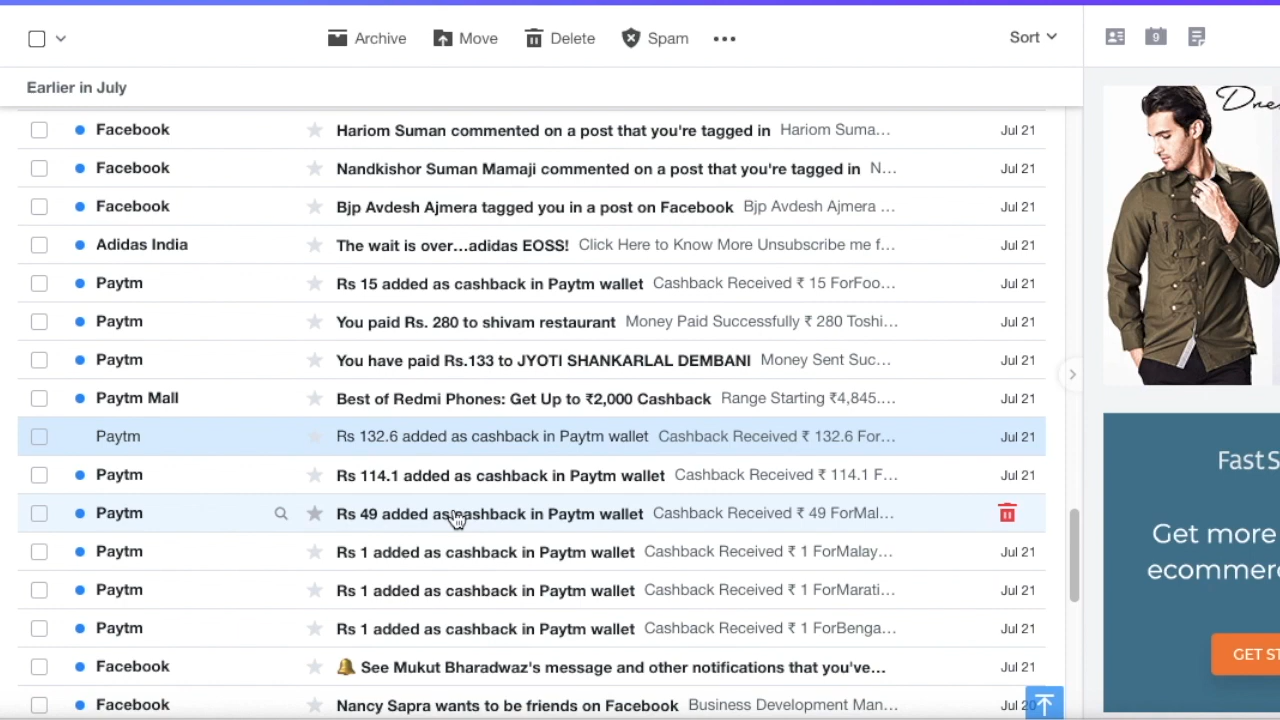 Archive Move Delete Spam ••• Sort 9
Earlier in July
Facebook Hariom Suman commented on a post that you're tagged in Hariom Suma... Jul 21
Facebook Nandkishor Suman Mamaji commented on a post that you're tagged in N... Jul 21
Facebook Bjp Avdesh Ajmera tagged you in a post on Facebook Bjp Avdesh Ajmera ... Jul 21
Adidas India The wait is over…adidas EOSS! Click Here to Know More Unsubscribe me f... Jul 21
Paytm Rs 15 added as cashback in Paytm wallet Cashback Received ₹ 15 ForFoo... Jul 21
Paytm You paid Rs. 280 to shivam restaurant Money Paid Successfully ₹ 280 Toshi... Jul 21
Paytm You have paid Rs.133 to JYOTI SHANKARLAL DEMBANI Money Sent Suc... Jul 21
Paytm Mall Best of Redmi Phones: Get Up to ₹2,000 Cashback Range Starting ₹4,845.... Jul 21
Paytm Rs 132.6 added as cashback in Paytm wallet Cashback Received ₹ 132.6 For... Jul 21
Paytm Rs 114.1 added as cashback in Paytm wallet Cashback Received ₹ 114.1 F... Jul 21
Paytm Rs 49 added as cashback in Paytm wallet Cashback Received ₹ 49 ForMal...
Paytm Rs 1 added as cashback in Paytm wallet Cashback Received ₹ 1 ForMalay... Jul 21
Paytm Rs 1 added as cashback in Paytm wallet Cashback Received ₹ 1 ForMarati... Jul 21
Paytm Rs 1 added as cashback in Paytm wallet Cashback Received ₹ 1 ForBenga... Jul 21
Facebook 🔔 See Mukut Bharadwaz's message and other notifications that you've... Jul 21
Facebook Nancy Sapra wants to be friends on Facebook Business Development Man... Jul 20
Dre
Fast S
Get more
ecommerc
GET ST